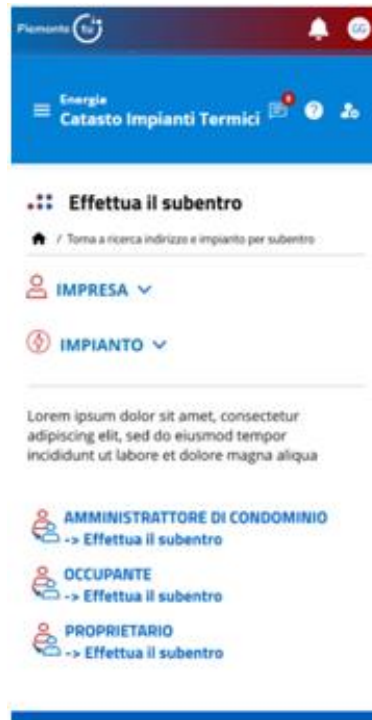 Piemonte tu
GG
Energia
Catasto Impianti Termici
Effettua il subentro
/ Torna a ricerca indirizzo e impianto per subentro
IMPRESA
IMPIANTO
Lorem ipsum dolor sit amet, consectetur
adipiscing elit, sed do eiusmod tempor
incididunt ut labore et dolore magna aliqua
AMMINISTRATTORE DI CONDOMINIO
-> Effettua il subentro
OCCUPANTE
-> Effettua il subentro
PROPRIETARIO
-> Effettua il subentro